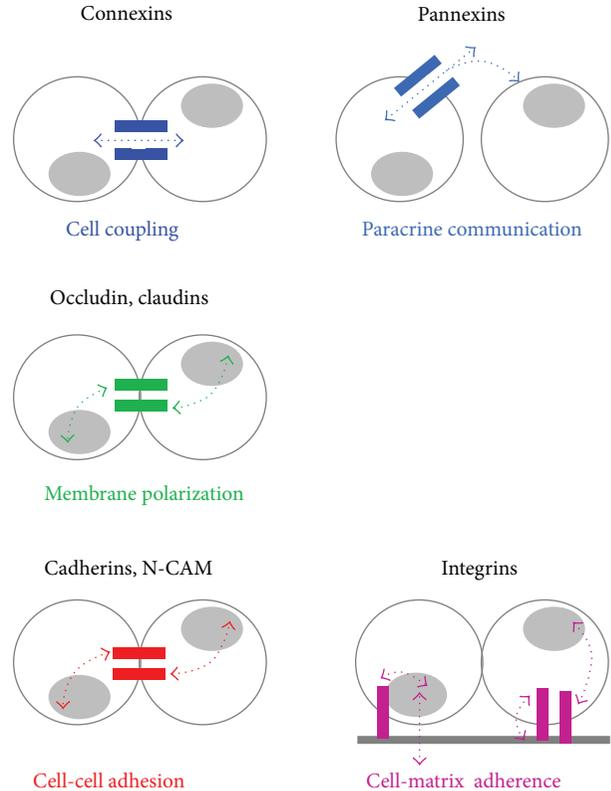 Connexins
Pannexins
Cell coupling
Paracrine communication
Occludin, claudins
Membrane polarization
Cadherins, N-CAM
Integrins
Cell-cell adhesion
Cell-matrix adherence